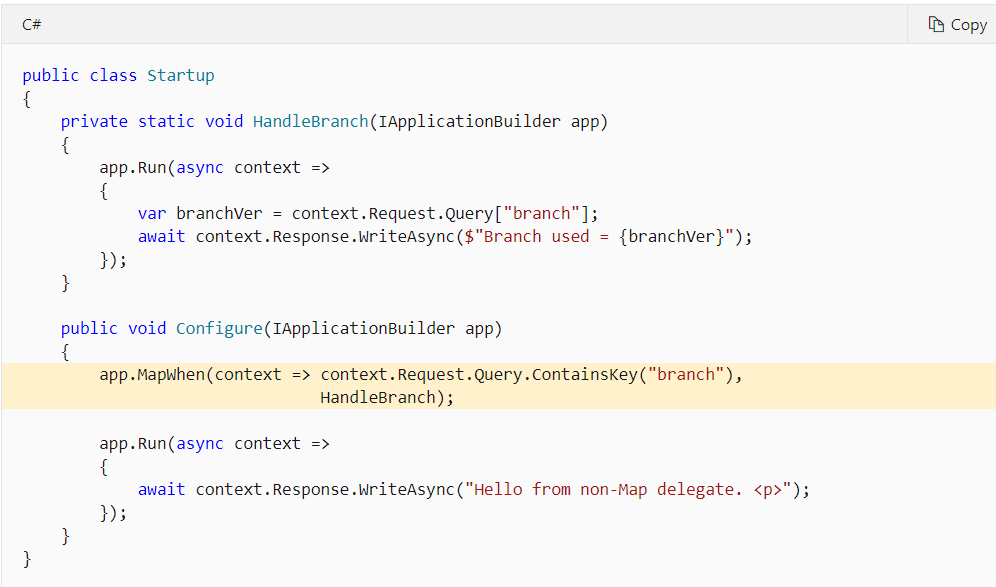 C#
Copy
public class Startup
{
    private static void HandleBranch(IApplicationBuilder app)
    {
        app.Run(async context =>
        {
            var branchVer = context.Request.Query["branch"];
            await context.Response.WriteAsync($"Branch used = {branchVer}");
        });
    }

    public void Configure(IApplicationBuilder app)
    {
        app.MapWhen(context => context.Request.Query.ContainsKey("branch"),
                               HandleBranch);

        app.Run(async context =>
        {
            await context.Response.WriteAsync("Hello from non-Map delegate. <p>");
        });
    }
}